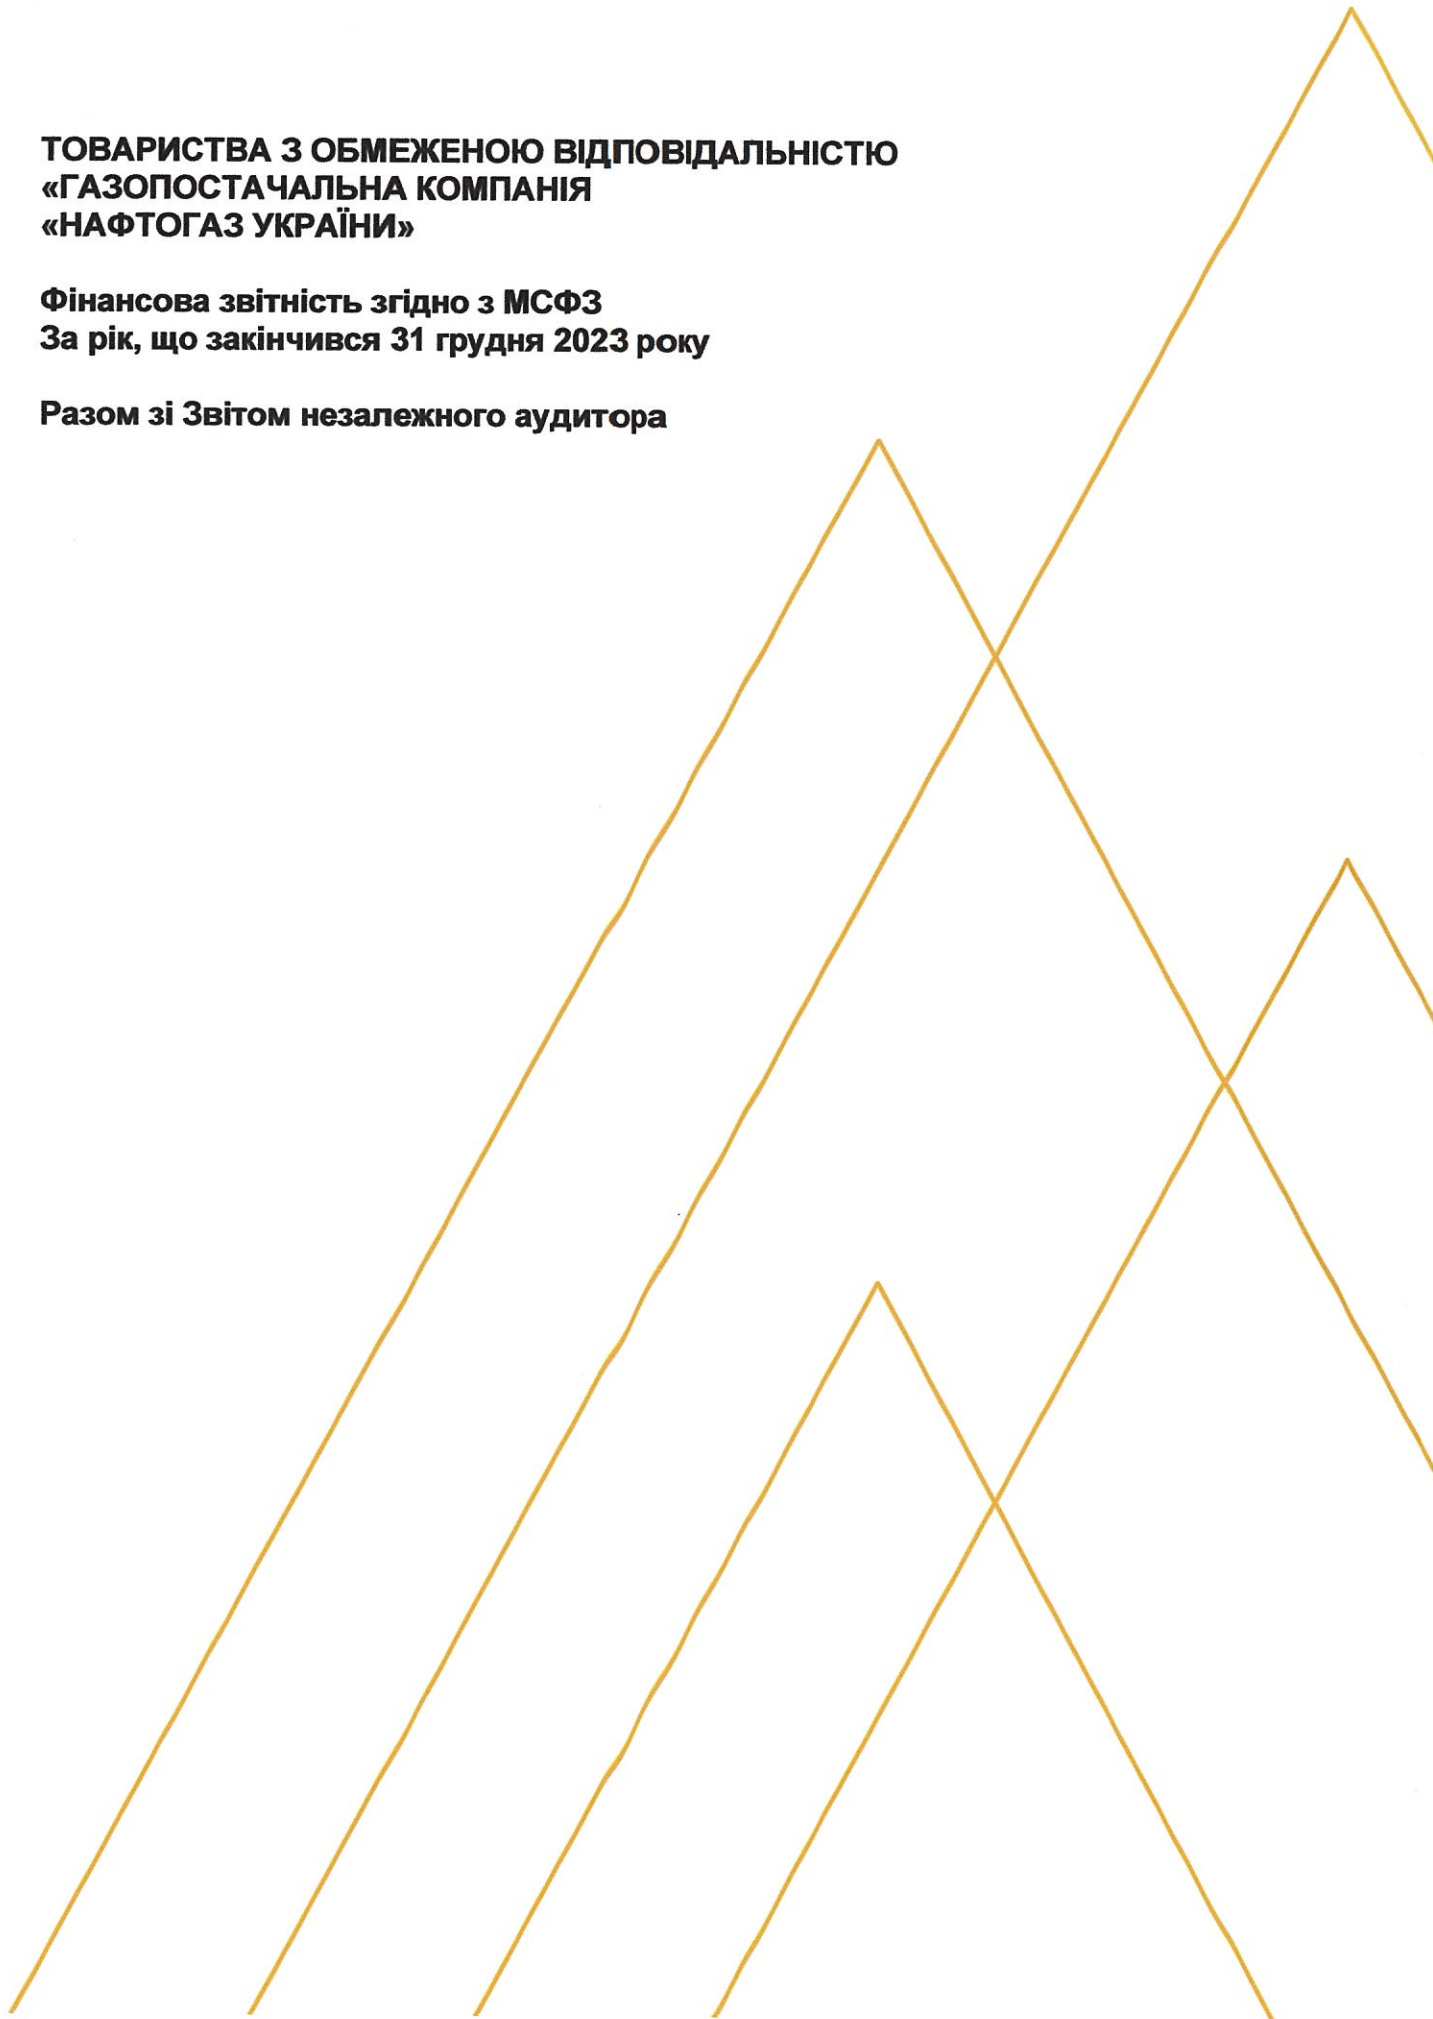 ТОВАРИСТВА З ОБМЕЖЕНОЮ ВІДПОВІДАЛЬНІСТЮ
«ГАЗОПОСТАЧАЛЬНА КОМПАНІЯ
«НАФТОГАЗ УКРАЇНИ»
Фінансова звітність згідно з МСФЗ
За рік, що закінчився 31 грудня 2023 року
Разом зі Звітом незалежного аудитора